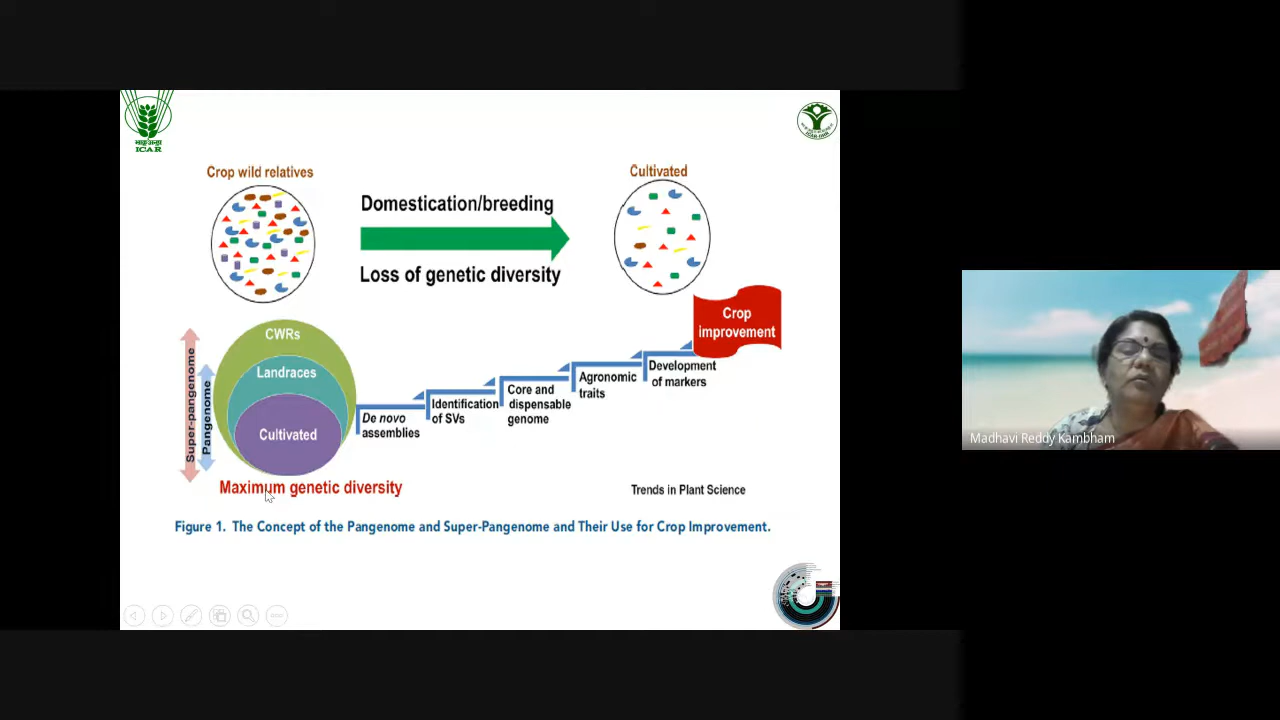 ICAR
Crop wild relatives
Cultivated
Domestication/breeding
Loss of genetic diversity
Crop
improvement
CWRs
Landraces
Cultivated
Super-pangenome
Pangenome
De novo
assemblies
Identification
of SVs
Core and
dispensable
genome
Agronomic
traits
Development
of markers
Maximum genetic diversity
Trends in Plant Science
Figure 1. The Concept of the Pangenome and Super-Pangenome and Their Use for Crop Improvement.
Madhavi Reddy Kambham